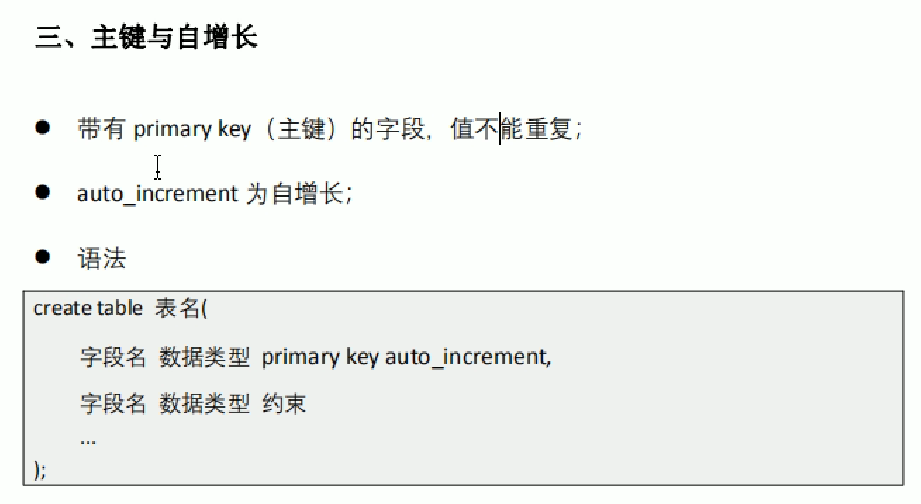 三、主键与自增长
● 带有 primary key（主键）的字段，值不能重复；
● auto_increment 为自增长；
● 语法
create table 表名(
字段名 数据类型 primary key auto_increment,
字段名 数据类型 约束
...
);